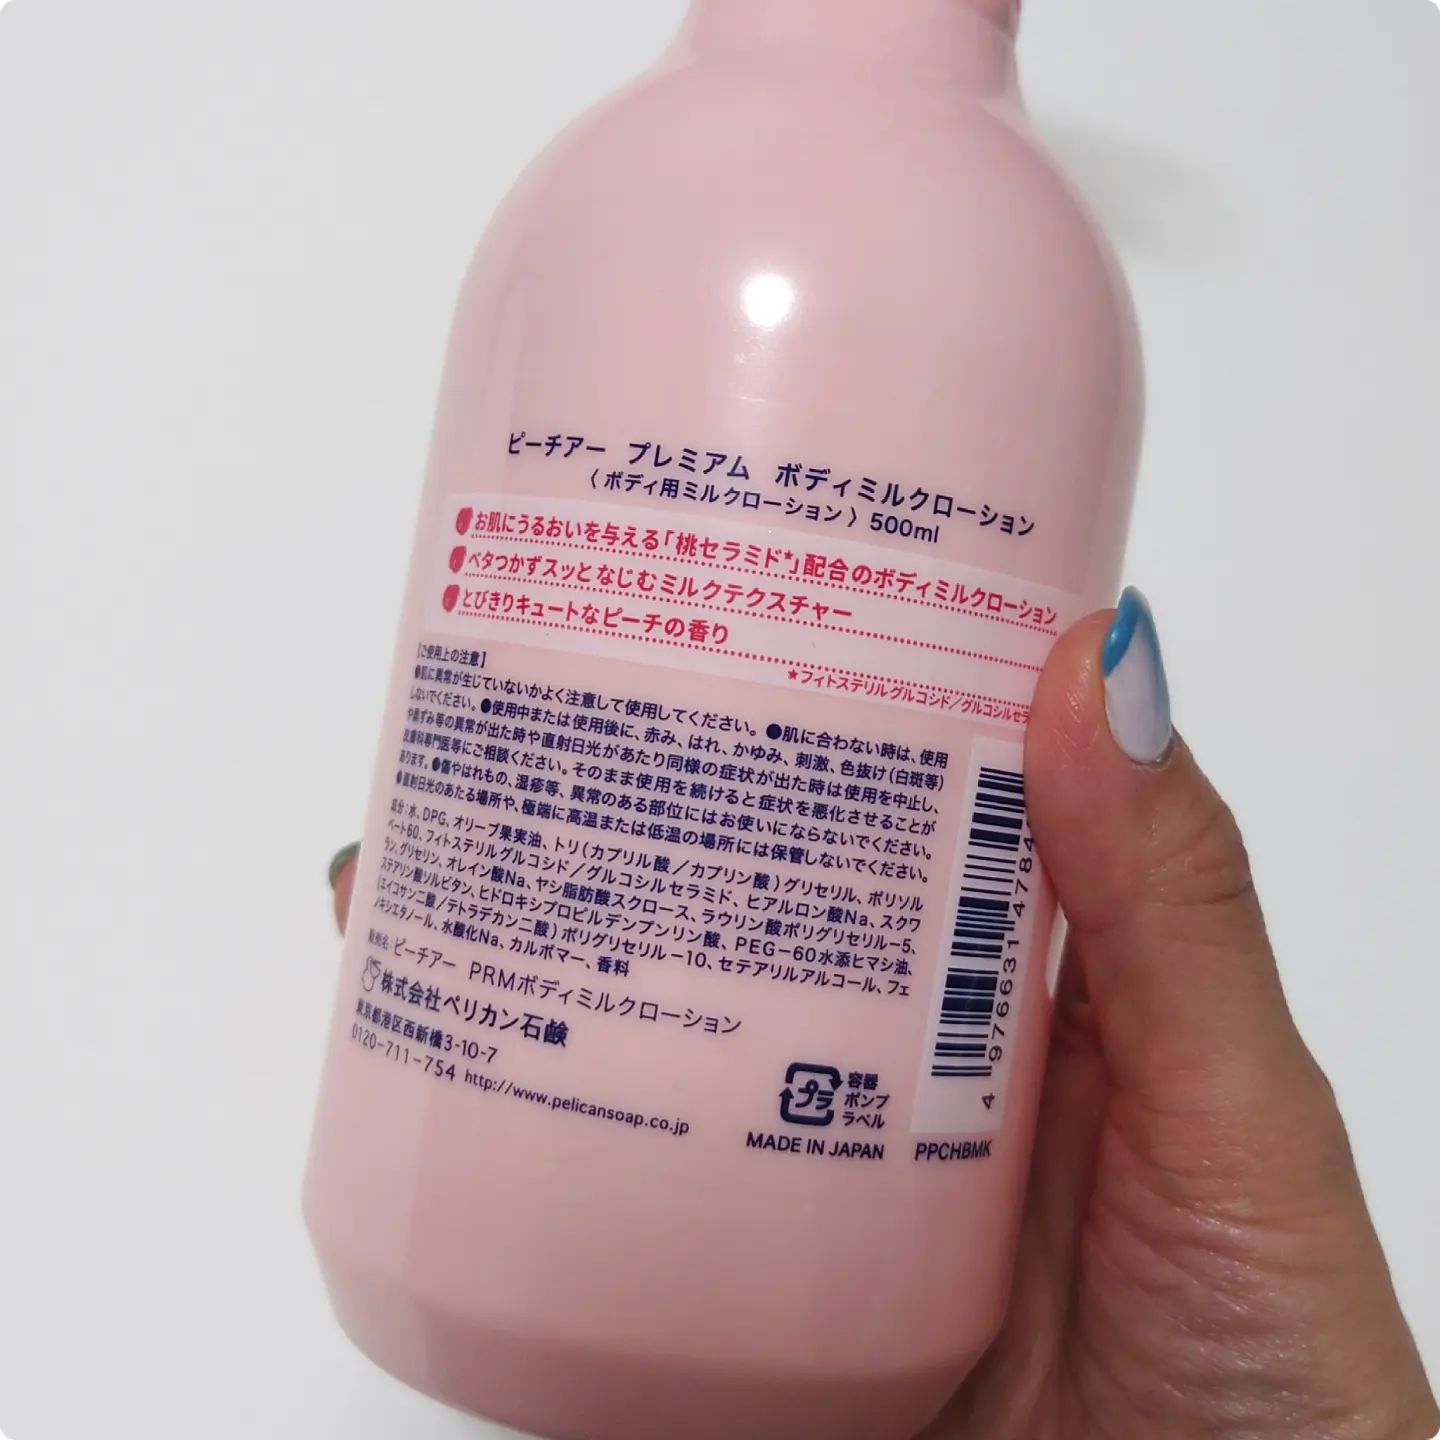 ピーチアー プレミアム ボディミルクローション
〈ボディ用ミルクローション〉500ml
お肌にうるおいを与える「桃セラミド★」配合のボディミルクローション
ベタつかずスッとなじむミルクテクスチャー
とびきりキュートなピーチの香り
★フィトステリルグルコシド/グルコシルセラ
【ご使用上の注意】
●肌に異常が生じていないかよく注意して使用してください。●肌に合わない時は、使用
しないでください。●使用中または使用後に、赤み、はれ、かゆみ、刺激、色抜け(白斑等)
や黒ずみ等の異常が出た時や直射日光があたり同様の症状が出た時は使用を中止し、
皮膚科専門医等にご相談ください。そのまま使用を続けると症状を悪化させることが
あります。●傷やはれもの、湿疹等、異常のある部位にはお使いにならないでください。
●直射日光のあたる場所や、極端に高温または低温の場所には保管しないでください。
成分:水、DPG、オリーブ果実油、トリ(カプリル酸/カプリン酸)グリセリル、ポリソル
ベート60、フィトステリルグルコシド/グルコシルセラミド、ヒアルロン酸Na、スクワ
ラン、グリセリン、オレイン酸Na、ヤシ脂肪酸スクロース、ラウリン酸ポリグリセリル-5、
ステアリン酸ソルビタン、ヒドロキシプロピルデンプンリン酸、PEG-60水添ヒマシ油、
(エイコサン二酸/テトラデカン二酸)ポリグリセリル-10、セテアリルアルコール、フェ
ノキシエタノール、水酸化Na、カルボマー、香料
販売名:ピーチアー PRMボディミルクローション
株式会社ペリカン石鹸
東京都港区西新橋3-10-7
0120-711-754 http://www.pelicansoap.co.jp
プラ
容器
ポンプ
ラベル
MADE IN JAPAN
PPCHBMK
4 976631 4784